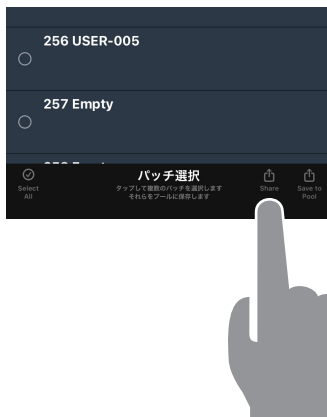 256 USER-005
257 Empty
パッチ選択
タップして複数のパッチを選択します
それらをプールに保存します
Select
All
Share
Save to
Pool